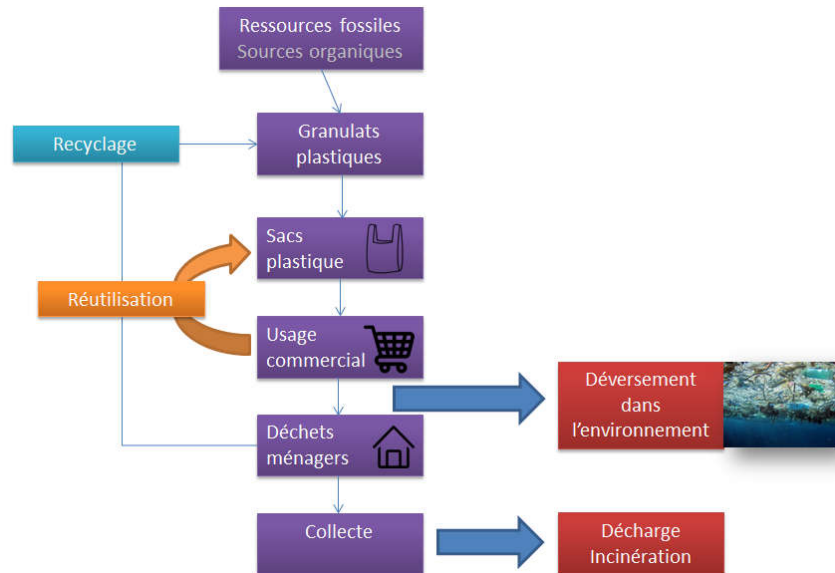 Ressources fossiles
Sources organiques
Granulats
plastiques
Recyclage
Sacs
plastique
Réutilisation
Usage
commercial
Déversement
dans
l'environnement
Déchets
ménagers
Collecte
Décharge
Incinération